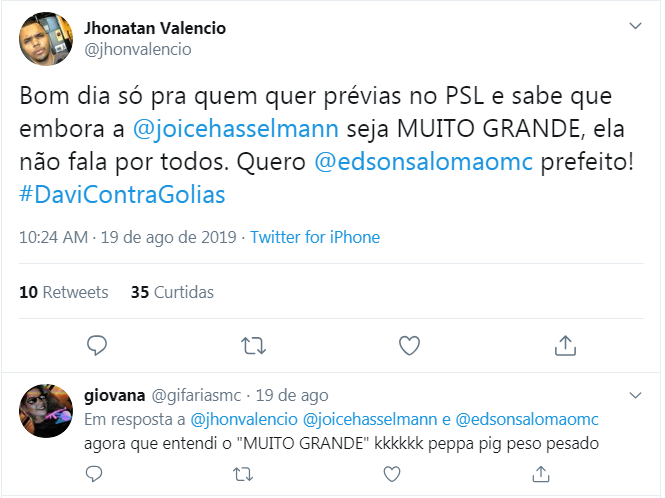 Jhonatan Valencio
@jhonvalencio
Bom dia só pra quem quer prévias no PSL e sabe que
embora a @joicehasselmann seja MUITO GRANDE, ela
não fala por todos. Quero @edsonsalomaomc prefeito!
#DaviContraGolias
10:24 AM · 19 de ago de 2019 · Twitter for iPhone
10 Retweets 35 Curtidas
giovana @gifariasmc · 19 de ago
Em resposta a @jhonvalencio @joicehasselmann e @edsonsalomaomc
agora que entendi o "MUITO GRANDE" kkkkkk peppa pig peso pesado